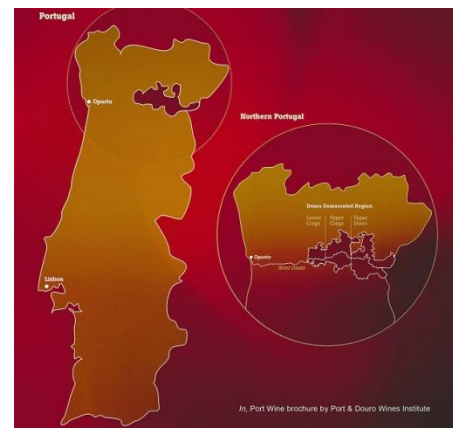 Portugal
Oporto
Lisbon
Northern Portugal
Douro Demarcated Region
Lower
Corgo
Upper
Corgo
Upper
Douro
Oporto
River Douro
In, Port Wine brochure by Port & Douro Wines Institute